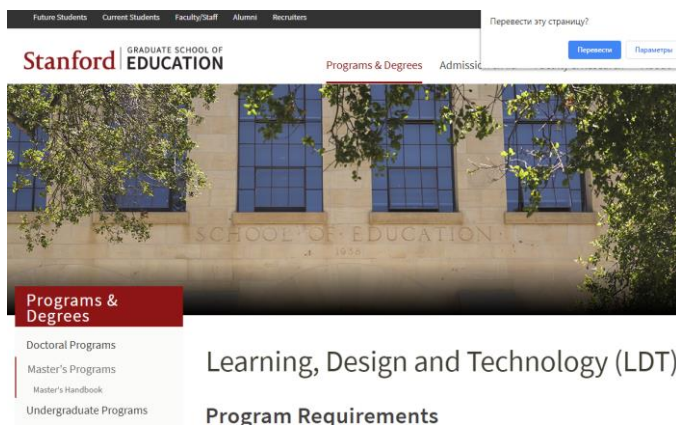 Future Students Current Students Faculty/Staff Alumni Recruiters
Перевести эту страницу?
Перевести Параметры
Stanford GRADUATE SCHOOL OF
EDUCATION
Programs & Degrees
SCHOOL·OF·EDUCATION
1938
Programs &
Degrees
Doctoral Programs
Master's Programs
Master's Handbook
Undergraduate Programs
Learning, Design and Technology (LDT)
Program Requirements